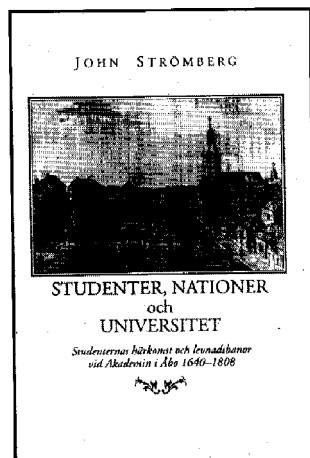 JOHN STRÖMBERG
STUDENTER, NATIONER
och
UNIVERSITET
Studenternas härkomst och levnadsbanor
vid Akademin i Åbo 1640–1808